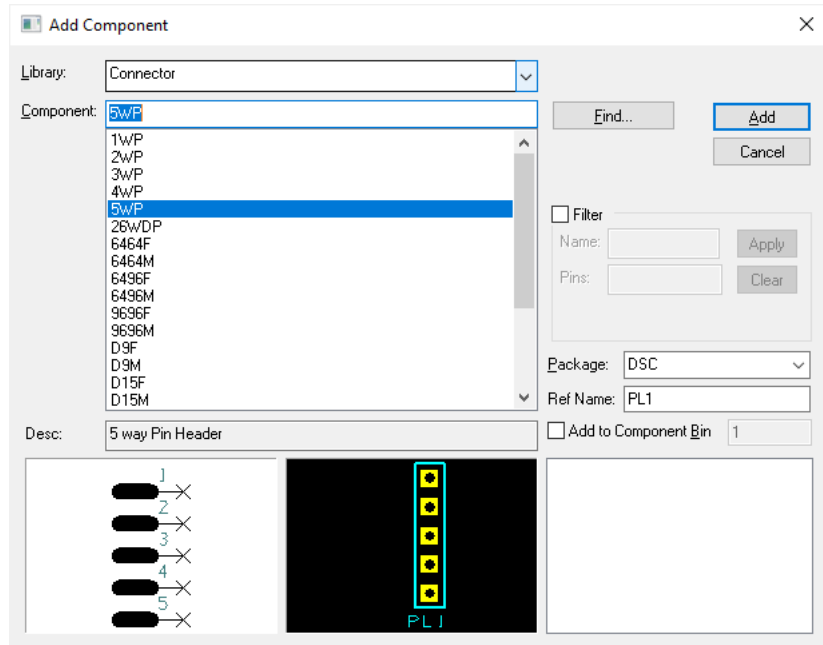 Add Component
Library: Connector
Component: 5WP Find... Add
Cancel
1WP
2WP
3WP
4WP
5WP
26WDP
6464F
6464M
6496F
6496M
9696F
9696M
D9F
D9M
D15F
D15M
Filter
Name: Apply
Pins: Clear
Package: DSC
Ref Name: PL1
Desc: 5 way Pin Header
Add to Component Bin 1
1
2
3
4
5
PL1